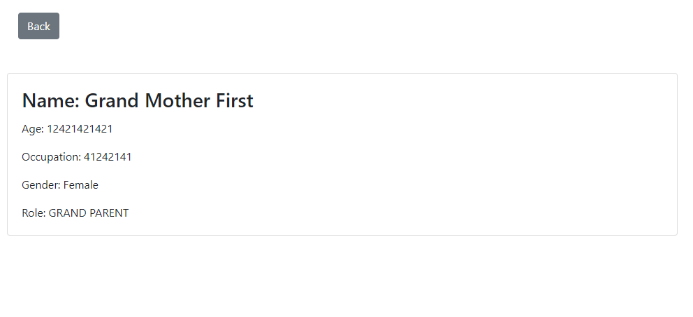 Back
Name: Grand Mother First
Age: 12421421421
Occupation: 41242141
Gender: Female
Role: GRAND PARENT